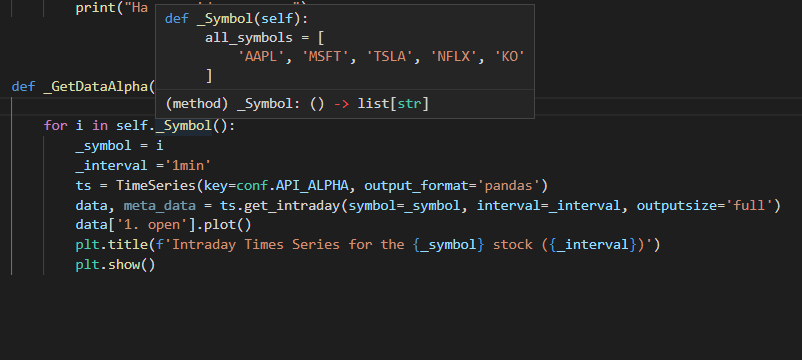 print("Ha
def _Symbol(self):
all_symbols = [
'AAPL', 'MSFT', 'TSLA', 'NFLX', 'KO'
]
def _GetDataAlpha(
(method) _Symbol: () -> list[str]
for i in self._Symbol():
_symbol = i
_interval ='1min'
ts = TimeSeries(key=conf.API_ALPHA, output_format='pandas')
data, meta_data = ts.get_intraday(symbol=_symbol, interval=_interval, outputsize='full')
data['1. open'].plot()
plt.title(f'Intraday Times Series for the {_symbol} stock ({_interval})')
plt.show()